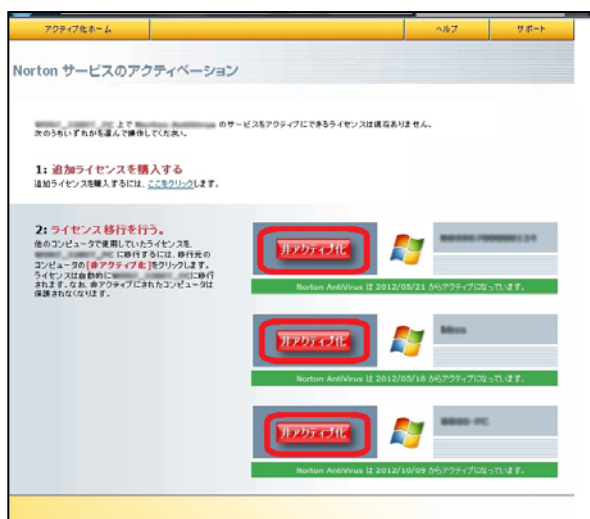 アクティブ化ホーム
ヘルプ
サポート
Norton サービスのアクティベーション
上で のサービスをアクティブにできるライセンスは現在ありません。
次のうちいずれかを選んで操作してください。
1: 追加ライセンスを購入する
追加ライセンスを購入するには、ここをクリックします。
2: ライセンス移行を行う。
他のコンピュータで使用していたライセンスを、
に移行するには、移行元の
コンピュータの[非アクティブ化]をクリックします。
ライセンスは自動的に に移行
されます。なお、非アクティブにされたコンピュータは
保護されなくなります。
非アクティブ化
Norton AntiVirus は 2012/05/21 からアクティブになっています。
非アクティブ化
Norton AntiVirus は 2012/05/16 からアクティブになっています。
非アクティブ化
Norton AntiVirus は 2012/10/09 からアクティブになっています。